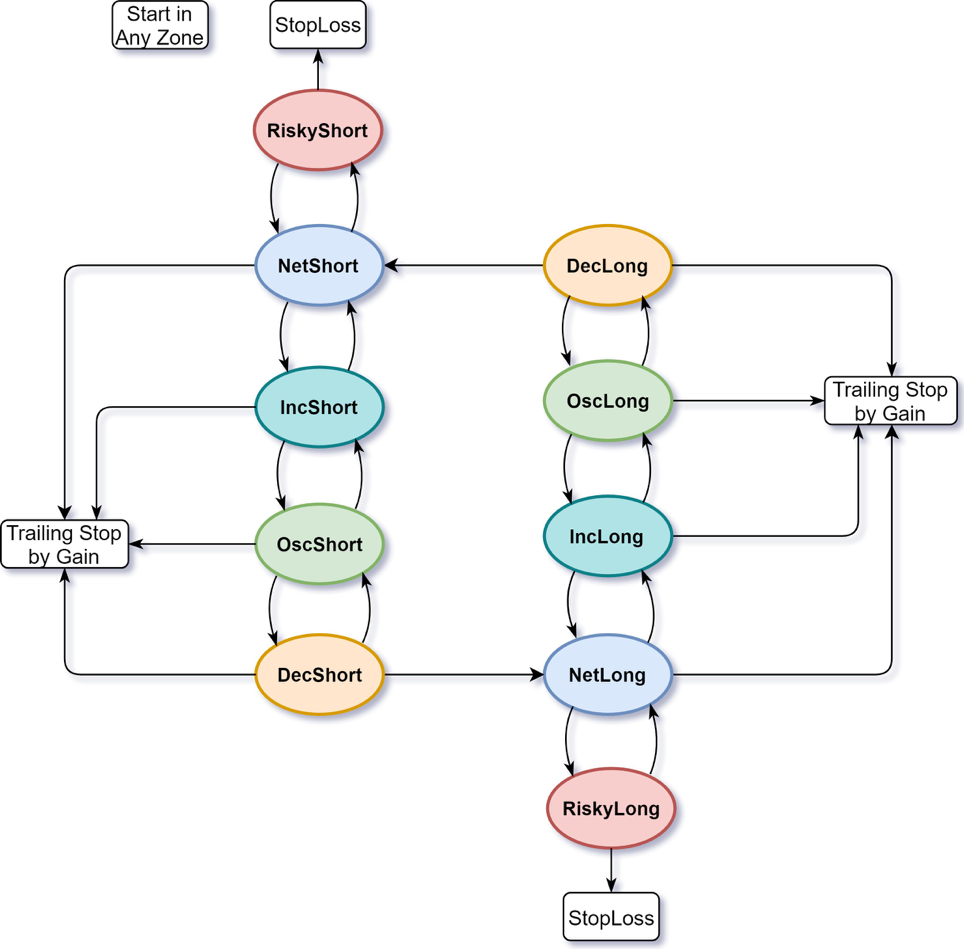 Start in
Any Zone
StopLoss
RiskyShort
NetShort
DecLong
IncShort
OscLong
Trailing Stop
by Gain
OscShort
IncLong
Trailing Stop
by Gain
DecShort
NetLong
RiskyLong
StopLoss